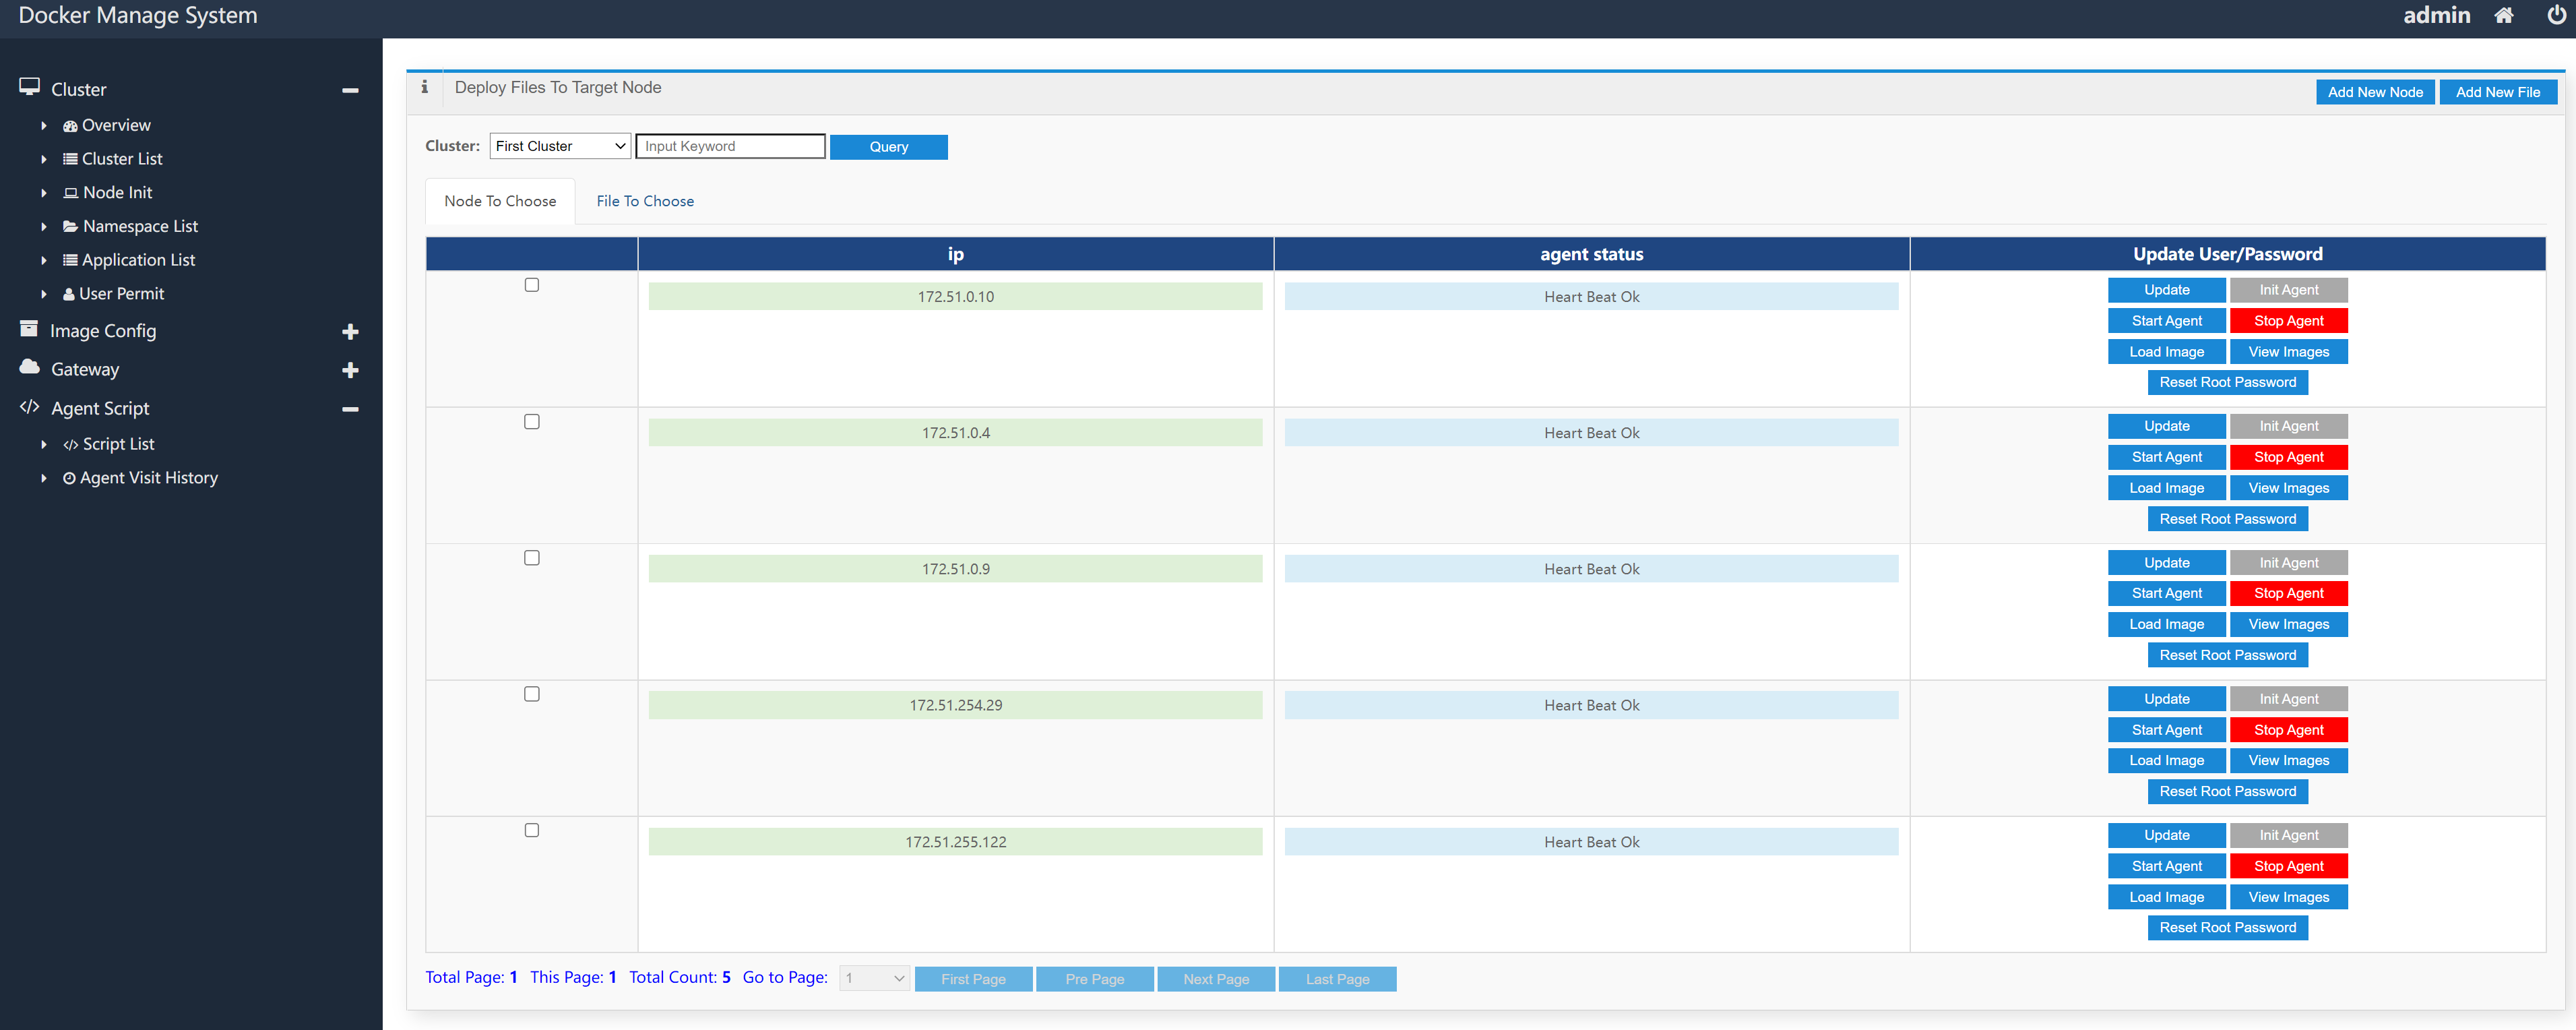 Docker Manage System
admin
Cluster
Overview
Cluster List
Node Init
Namespace List
Application List
User Permit
Image Config
Gateway
Agent Script
Script List
Agent Visit History
Deploy Files To Target Node
Add New Node
Add New File
Cluster: First Cluster Input Keyword Query
Node To Choose File To Choose
ip agent status Update User/Password
172.51.0.10 Heart Beat Ok
Update Init Agent
Start Agent Stop Agent
Load Image View Images
Reset Root Password
172.51.0.4 Heart Beat Ok
Update Init Agent
Start Agent Stop Agent
Load Image View Images
Reset Root Password
172.51.0.9 Heart Beat Ok
Update Init Agent
Start Agent Stop Agent
Load Image View Images
Reset Root Password
172.51.254.29 Heart Beat Ok
Update Init Agent
Start Agent Stop Agent
Load Image View Images
Reset Root Password
172.51.255.122 Heart Beat Ok
Update Init Agent
Start Agent Stop Agent
Load Image View Images
Reset Root Password
Total Page: 1 This Page: 1 Total Count: 5 Go to Page: 1 First Page Pre Page Next Page Last Page